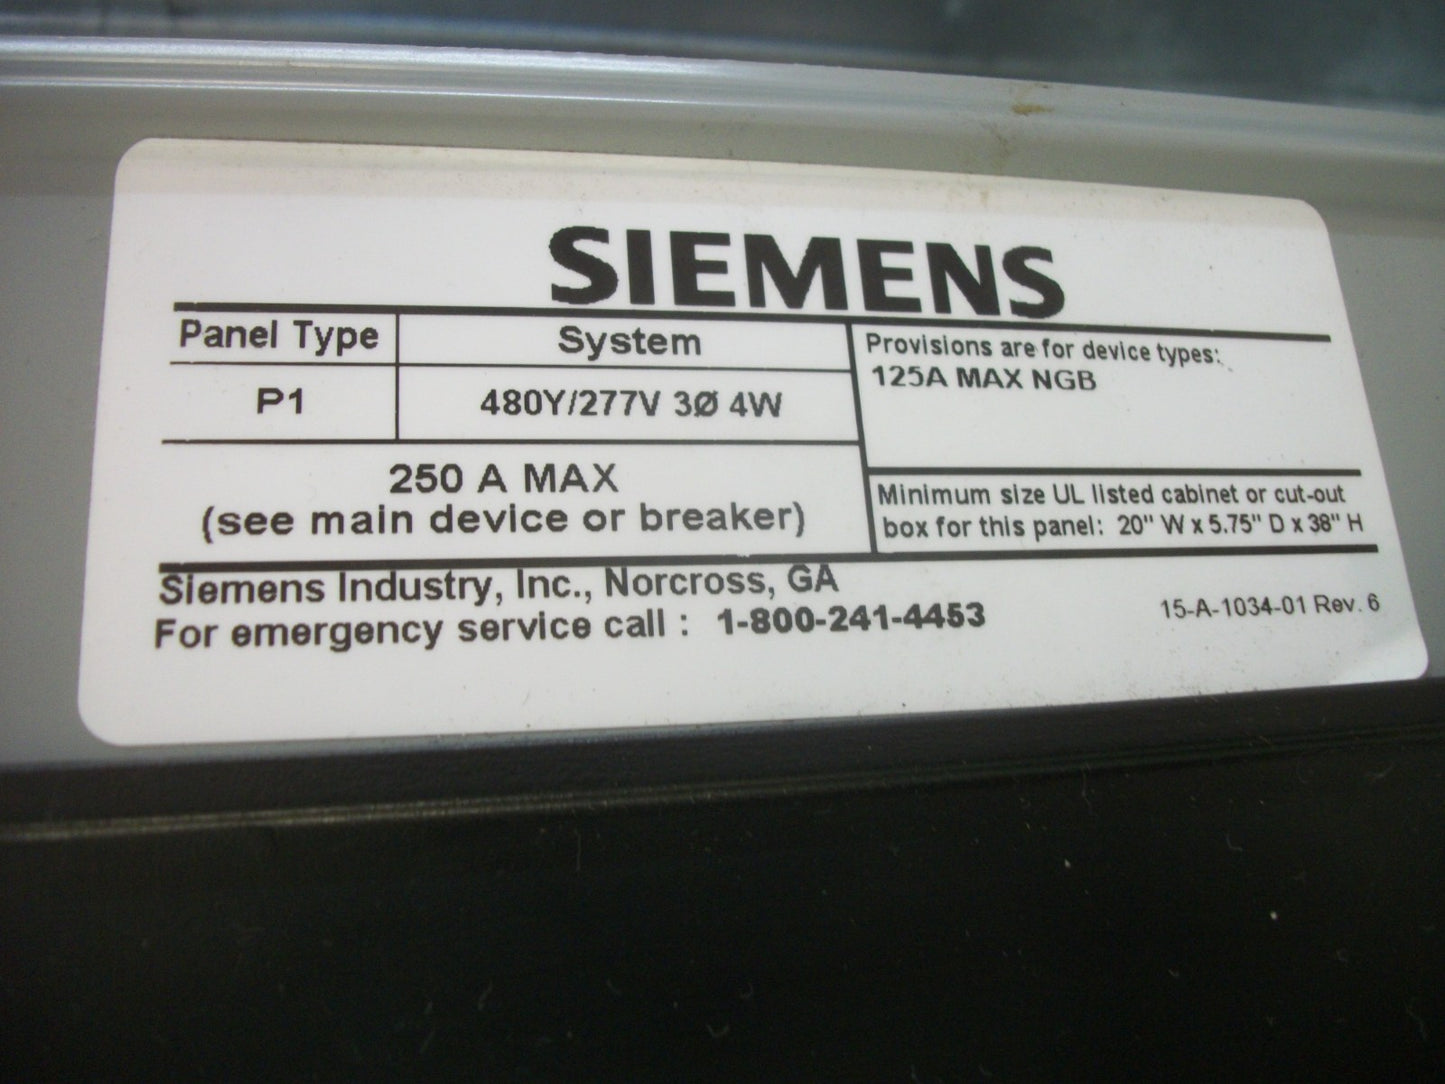 SIEMENS
Panel Type
System
P1
480Y/277V 3Ø 4W
250 A MAX
(see main device or breaker)
Provisions are for device types:
125A MAX NGB
Minimum size UL listed cabinet or cut-out
box for this panel: 20" W x 5.75" D x 38" H
Siemens Industry, Inc., Norcross, GA
For emergency service call : 1-800-241-4453
15-A-1034-01 Rev. 6